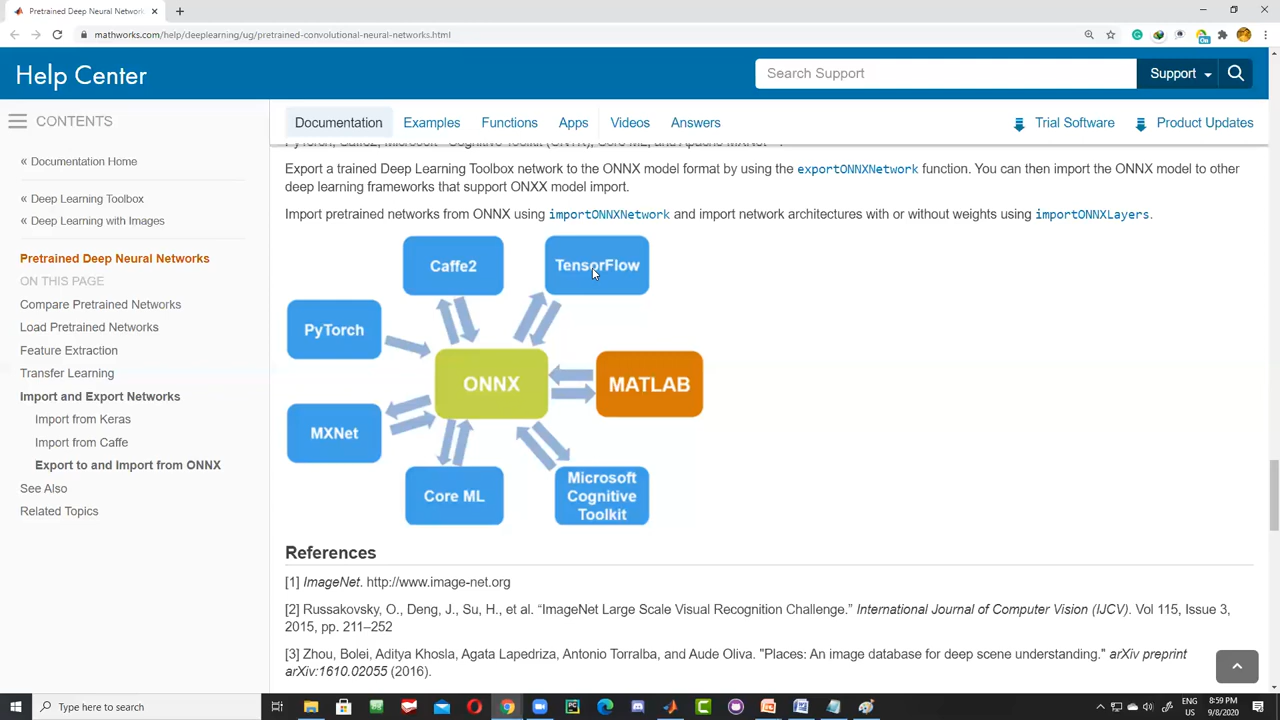 Pretrained Deep Neural Network
mathworks.com/help/deeplearning/ug/pretrained-convolutional-neural-networks.html
Help Center
Search Support
Support
CONTENTS
Documentation
Examples
Functions
Apps
Videos
Answers
Trial Software
Product Updates
« Documentation Home
« Deep Learning Toolbox
« Deep Learning with Images
Pretrained Deep Neural Networks
ON THIS PAGE
Compare Pretrained Networks
Load Pretrained Networks
Feature Extraction
Transfer Learning
Import and Export Networks
Import from Keras
Import from Caffe
Export to and Import from ONNX
See Also
Related Topics
Export a trained Deep Learning Toolbox network to the ONNX model format by using the exportONNXNetwork function. You can then import the ONNX model to other
deep learning frameworks that support ONXX model import.
Import pretrained networks from ONNX using importONNXNetwork and import network architectures with or without weights using importONNXLayers.
Caffe2
TensorFlow
PyTorch
ONNX
MATLAB
MXNet
Core ML
Microsoft
Cognitive
Toolkit
References
[1] ImageNet. http://www.image-net.org
[2] Russakovsky, O., Deng, J., Su, H., et al. “ImageNet Large Scale Visual Recognition Challenge.” International Journal of Computer Vision (IJCV). Vol 115, Issue 3,
2015, pp. 211–252
[3] Zhou, Bolei, Aditya Khosla, Agata Lapedriza, Antonio Torralba, and Aude Oliva. "Places: An image database for deep scene understanding." arXiv preprint
arXiv:1610.02055 (2016).
Type here to search
ENG
US
8:59 PM
9/8/2020